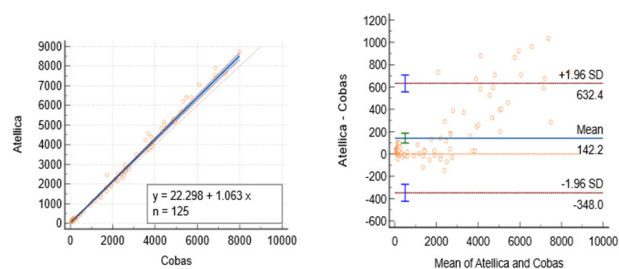 9000
8000
7000
6000
5000
4000
3000
2000
1000
0
Atellica
y = 22.298 + 1.063 x
n = 125
0 2000 4000 6000 8000 10000
Cobas
1200
1000
800
600
400
200
0
-200
-400
-600
Atellica - Cobas
+1.96 SD
632.4
Mean
142.2
-1.96 SD
-348.0
0 2000 4000 6000 8000 10000
Mean of Atellica and Cobas